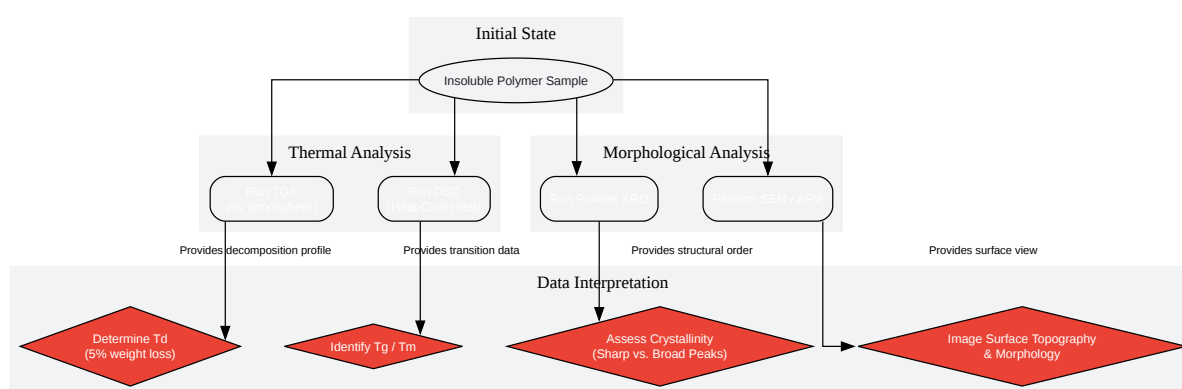 Initial State
Insoluble Polymer Sample
Thermal Analysis
Morphological Analysis
Run TGA
(N₂ atmosphere)
Run DSC
(Heat-Cool-Heat)
Run Powder XRD
Perform SEM / AFM
Provides decomposition profile
Provides transition data
Provides structural order
Provides surface view
Data Interpretation
Determine Td
(5% weight loss)
Identify Tg / Tm
Assess Crystallinity
(Sharp vs. Broad Peaks)
Image Surface Topography
& Morphology